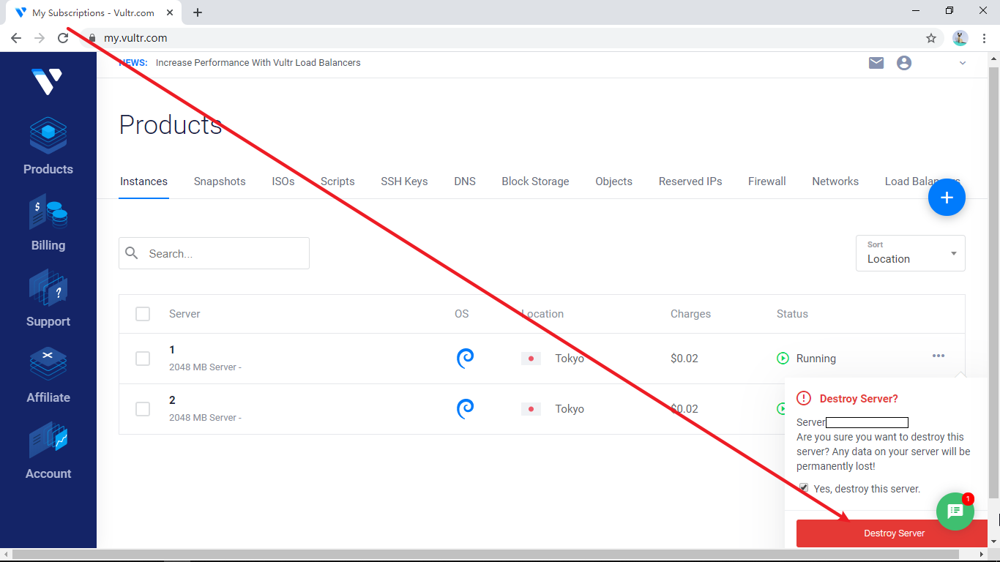 My Subscriptions - Vultr.com
my.vultr.com
NEWS: Increase Performance With Vultr Load Balancers
Products
Products
Billing
Support
Affiliate
Account
Instances Snapshots ISOs Scripts SSH Keys DNS Block Storage Objects Reserved IPs Firewall Networks Load Balancers
Search...
Sort
Location
Server OS Location Charges Status
1
2048 MB Server -
Tokyo $0.02 Running
2
2048 MB Server -
Tokyo $0.02
Destroy Server?
Server
Are you sure you want to destroy this
server? Any data on your server will be
permanently lost!
Yes, destroy this server.
1
Destroy Server